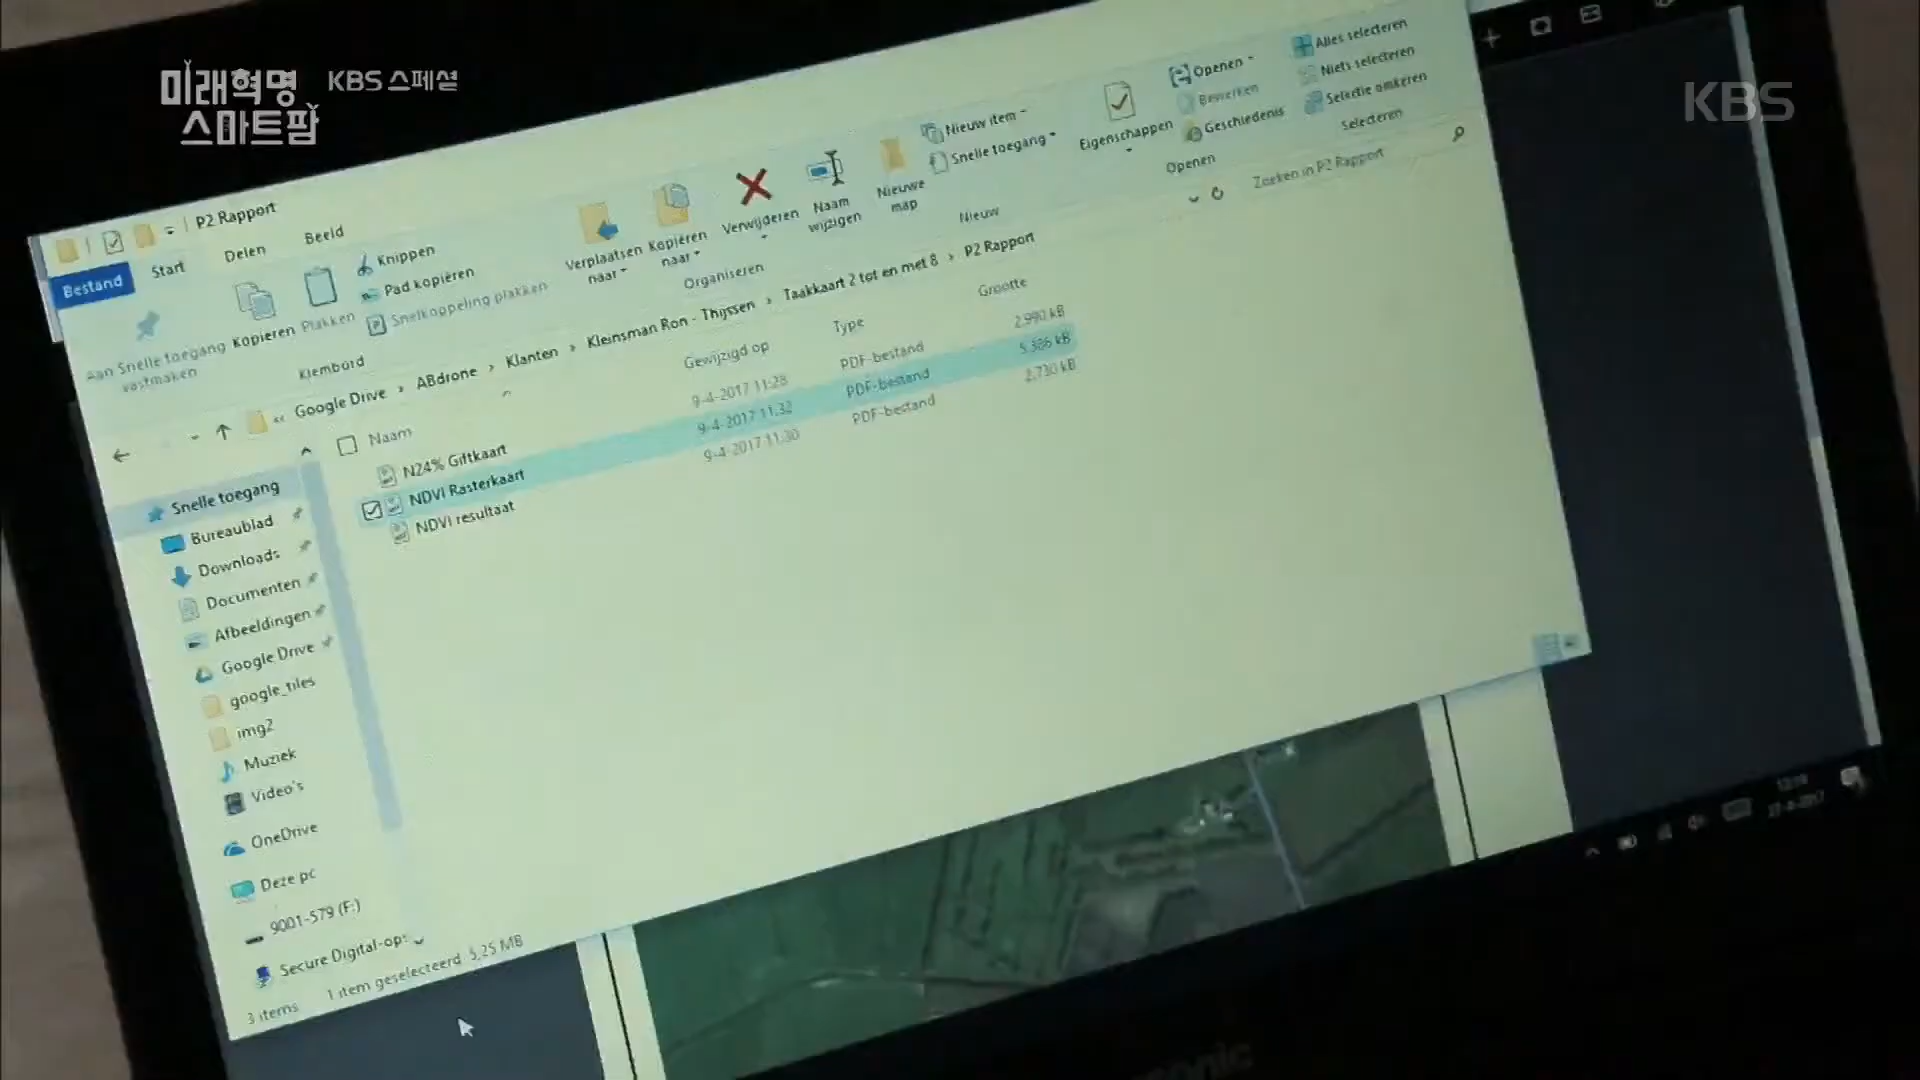 미래혁명
스마트팜
KBS 스페셜
KBS
P2 Rapport
Bestand
Start
Delen
Beeld
Aan Snelle toegang
vastmaken
Kopiëren
Plakken
Knippen
Pad kopiëren
Snelkoppeling plakken
Klembord
Verplaatsen
naar
Kopiëren
naar
Verwijderen
Naam
wijzigen
Organiseren
Nieuwe
map
Nieuw item
Snelle toegang
Nieuw
Eigenschappen
Openen
Bewerken
Geschiedenis
Openen
Alles selecteren
Niets selecteren
Selectie omkeren
Selecteren
« Google Drive › ABdrone › Klanten › Kleinsman Ron - Thijssen › Taakkaart 2 tot en met 8 › P2 Rapport
Zoeken in P2 Rapport
Naam Gewijzigd op Type Grootte
N24% Giftkaart 9-4-2017 11:28 PDF-bestand 2.990 kB
NDVI Rasterkaart 9-4-2017 11:32 PDF-bestand 5.386 kB
NDVI resultaat 9-4-2017 11:30 PDF-bestand 2.730 kB
Snelle toegang
Bureaublad
Downloads
Documenten
Afbeeldingen
Google Drive
google_tiles
img2
Muziek
Video's
OneDrive
Deze pc
9001-579 (F:)
Secure Digital-ops
3 items 1 item geselecteerd 5,25 MB